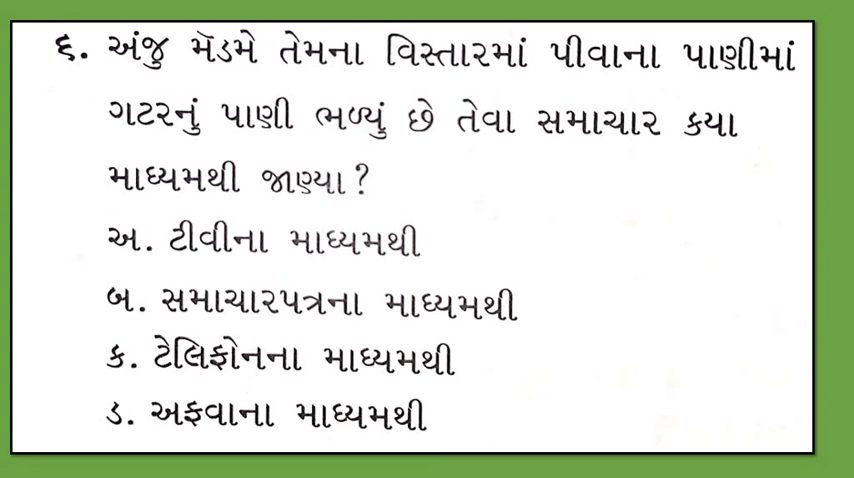 ૬. અંજુ મૅડમે તેમના વિસ્તારમાં પીવાના પાણીમાં
ગટરનું પાણી ભળ્યું છે તેવા સમાચાર કયા
માધ્યમથી જાણ્યા?
અ. ટીવીના માધ્યમથી
બ. સમાચારપત્રના માધ્યમથી
ક. ટેલિફોનના માધ્યમથી
ડ. અફવાના માધ્યમથી